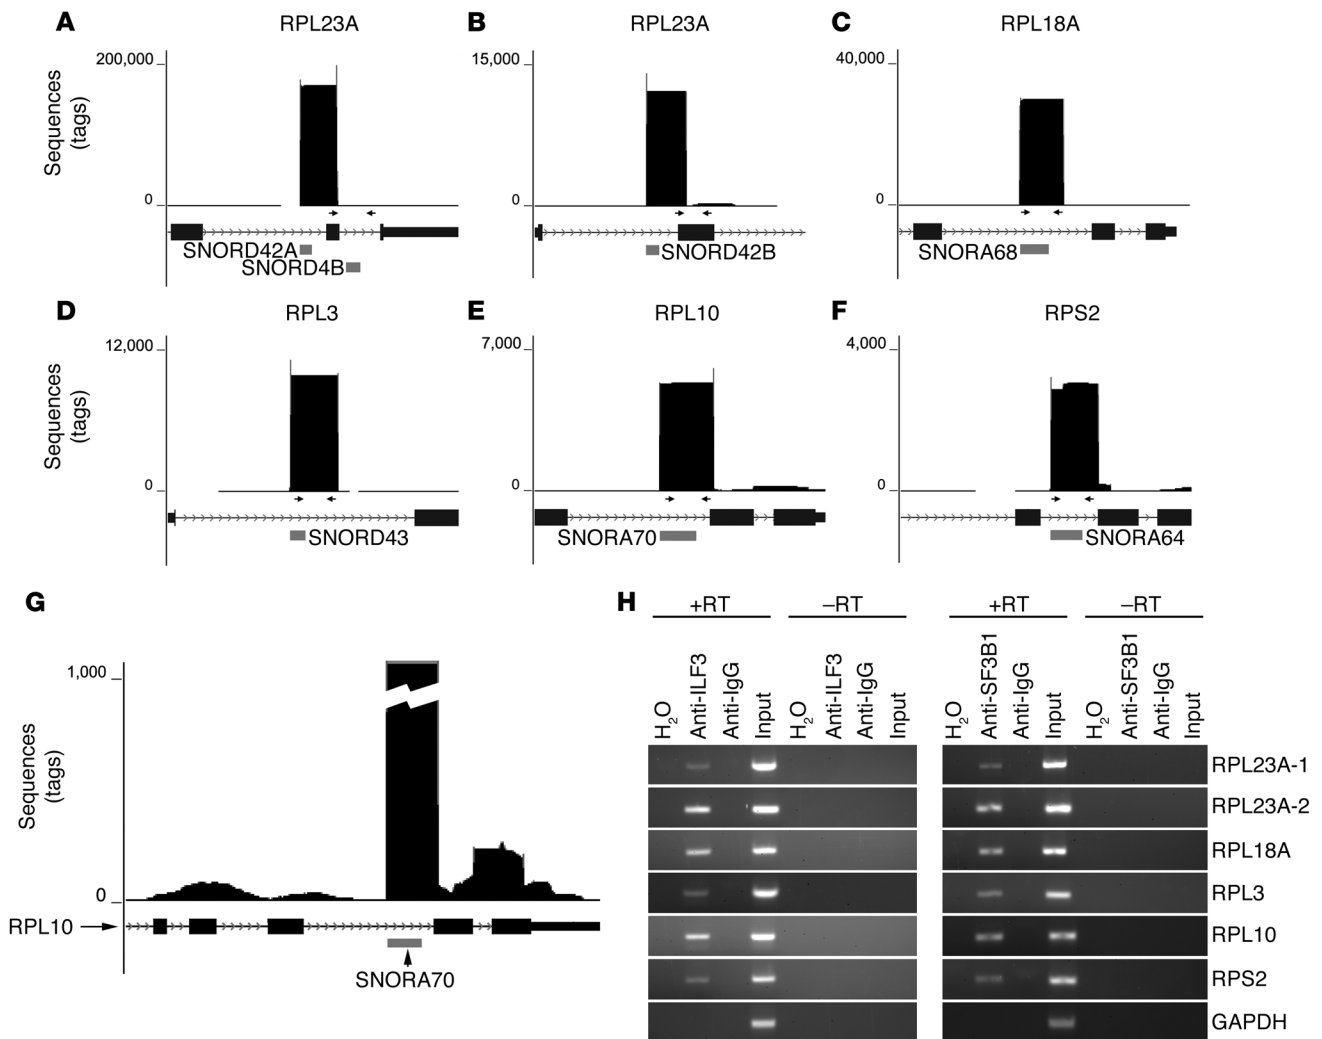 A
RPL23A
B
RPL23A
C
RPL18A
Sequences
(tags)
200,000
0
SNORD42A
SNORD4B
15,000
0
SNORD42B
40,000
0
SNORA68
D
RPL3
E
RPL10
F
RPS2
Sequences
(tags)
12,000
0
SNORD43
7,000
0
SNORA70
4,000
0
SNORA64
G
Sequences
(tags)
1,000
0
RPL10
SNORA70
H
+RT
–RT
+RT
–RT
H2O
Anti-ILF3
Anti-IgG
Input
H2O
Anti-ILF3
Anti-IgG
Input
H2O
Anti-SF3B1
Anti-IgG
Input
H2O
Anti-SF3B1
Anti-IgG
Input
RPL23A-1
RPL23A-2
RPL18A
RPL3
RPL10
RPS2
GAPDH